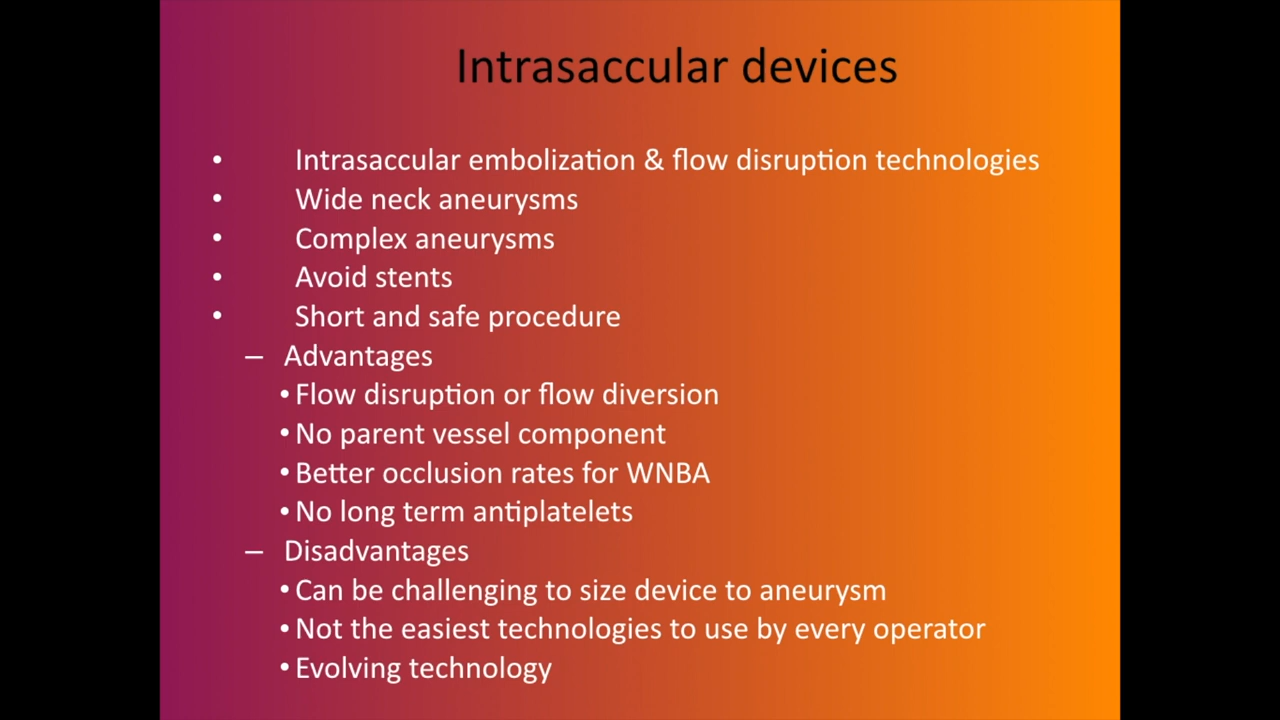 Intrasaccular devices
• Intrasaccular embolization & flow disruption technologies
• Wide neck aneurysms
• Complex aneurysms
• Avoid stents
• Short and safe procedure
– Advantages
• Flow disruption or flow diversion
• No parent vessel component
• Better occlusion rates for WNBA
• No long term antiplatelets
– Disadvantages
• Can be challenging to size device to aneurysm
• Not the easiest technologies to use by every operator
• Evolving technology